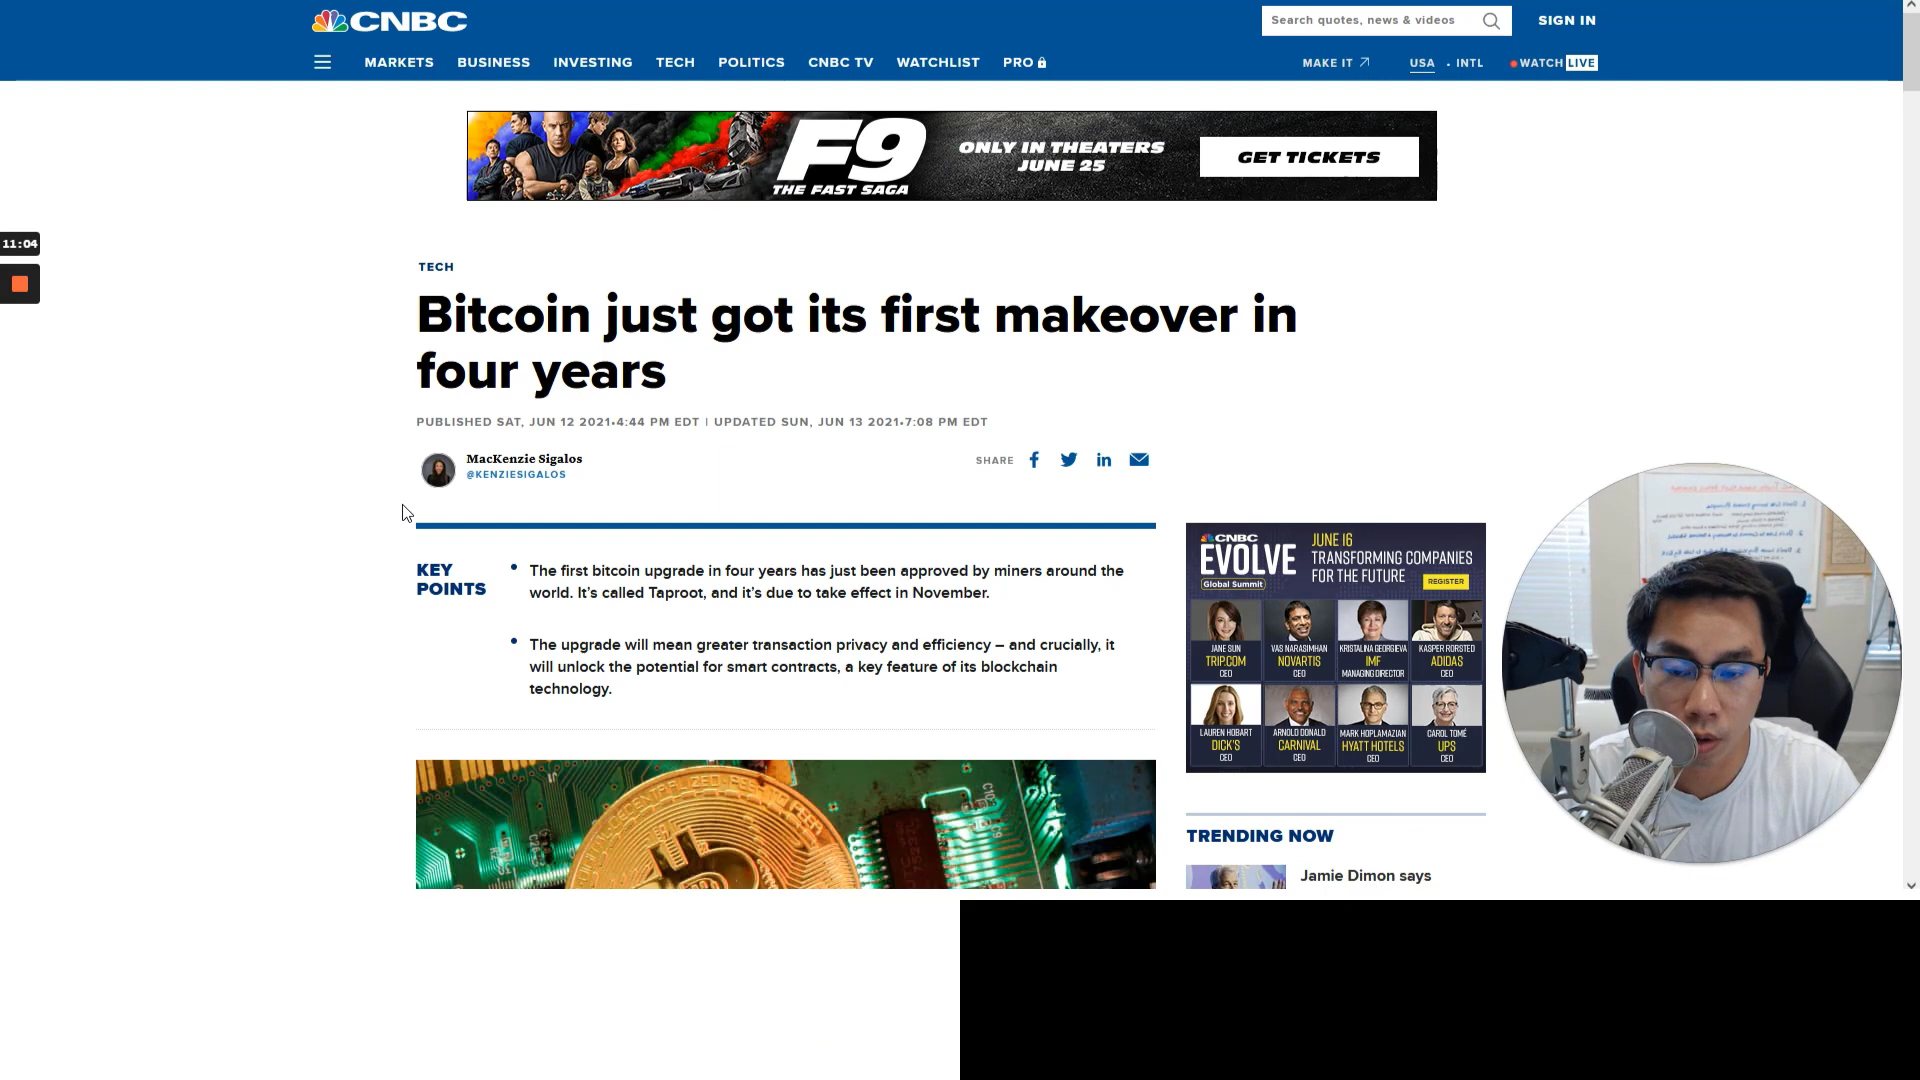 CNBC
Search quotes, news & videos
SIGN IN
MARKETS BUSINESS INVESTING TECH POLITICS CNBC TV WATCHLIST PRO
MAKE IT USA • INTL WATCH LIVE
F9
THE FAST SAGA
ONLY IN THEATERS
JUNE 25
GET TICKETS
11:04
TECH
Bitcoin just got its first makeover in
four years
PUBLISHED SAT, JUN 12 2021•4:44 PM EDT | UPDATED SUN, JUN 13 2021•7:08 PM EDT
MacKenzie Sigalos
@KENZIESIGALOS
SHARE
KEY
POINTS
• The first bitcoin upgrade in four years has just been approved by miners around the
world. It’s called Taproot, and it’s due to take effect in November.
• The upgrade will mean greater transaction privacy and efficiency – and crucially, it
will unlock the potential for smart contracts, a key feature of its blockchain
technology.
CNBC
EVOLVE
Global Summit
JUNE 16
TRANSFORMING COMPANIES
FOR THE FUTURE
REGISTER
JANE SUN
TRIP.COM
CEO
VAS NARASIMHAN
NOVARTIS
CEO
KRISTALINA GEORGIEVA
IMF
MANAGING DIRECTOR
KASPER RORSTED
ADIDAS
CEO
LAUREN HOBART
DICK'S
CEO
ARNOLD DONALD
CARNIVAL
CEO
MARK HOPLAMAZIAN
HYATT HOTELS
CEO
CAROL TOMÉ
UPS
CEO
TRENDING NOW
Jamie Dimon says